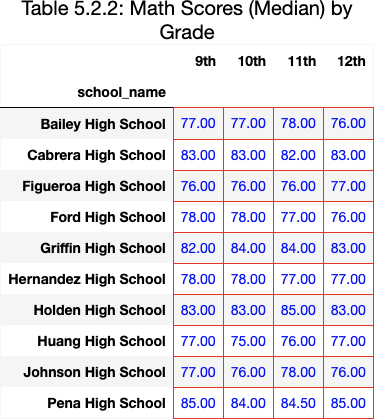 Table 5.2.2: Math Scores (Median) by
Grade
9th 10th 11th 12th
school_name
Bailey High School 77.00 77.00 78.00 76.00
Cabrera High School 83.00 83.00 82.00 83.00
Figueroa High School 76.00 76.00 76.00 77.00
Ford High School 78.00 78.00 77.00 76.00
Griffin High School 82.00 84.00 84.00 83.00
Hernandez High School 78.00 78.00 77.00 77.00
Holden High School 83.00 83.00 85.00 83.00
Huang High School 77.00 75.00 76.00 77.00
Johnson High School 77.00 76.00 78.00 76.00
Pena High School 85.00 84.00 84.50 85.00